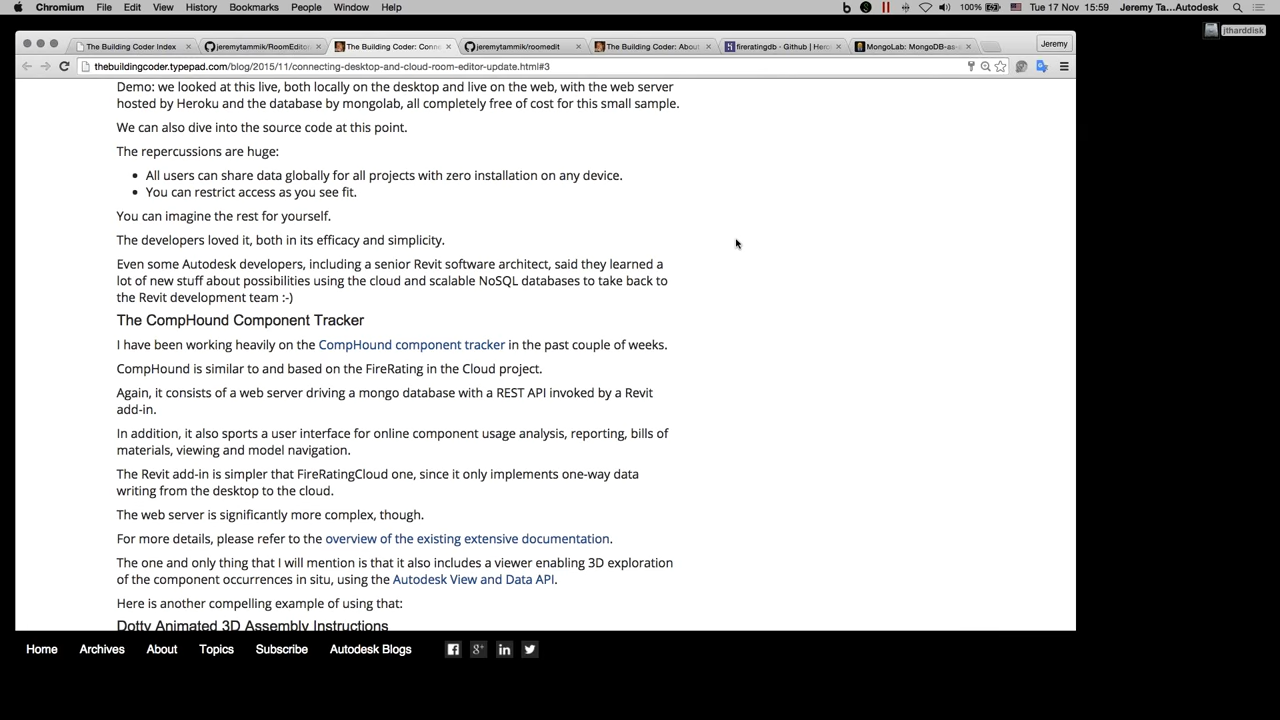 Chromium File Edit View History Bookmarks People Window Help 100% Tue 17 Nov 15:59 Jeremy Ta...Autodesk
jtharddisk
The Building Coder Index
jeremytammik/RoomEdito
The Building Coder: Conne
jeremytammik/roomedit
The Building Coder: About
fireratingdb · Github | Hero
MongoLab: MongoDB-as-a
Jeremy
thebuildingcoder.typepad.com/blog/2015/11/connecting-desktop-and-cloud-room-editor-update.html#3
Demo: we looked at this live, both locally on the desktop and live on the web, with the web server
hosted by Heroku and the database by mongolab, all completely free of cost for this small sample.
We can also dive into the source code at this point.
The repercussions are huge:
• All users can share data globally for all projects with zero installation on any device.
• You can restrict access as you see fit.
You can imagine the rest for yourself.
The developers loved it, both in its efficacy and simplicity.
Even some Autodesk developers, including a senior Revit software architect, said they learned a
lot of new stuff about possibilities using the cloud and scalable NoSQL databases to take back to
the Revit development team :-)
The CompHound Component Tracker
I have been working heavily on the CompHound component tracker in the past couple of weeks.
CompHound is similar to and based on the FireRating in the Cloud project.
Again, it consists of a web server driving a mongo database with a REST API invoked by a Revit
add-in.
In addition, it also sports a user interface for online component usage analysis, reporting, bills of
materials, viewing and model navigation.
The Revit add-in is simpler that FireRatingCloud one, since it only implements one-way data
writing from the desktop to the cloud.
The web server is significantly more complex, though.
For more details, please refer to the overview of the existing extensive documentation.
The one and only thing that I will mention is that it also includes a viewer enabling 3D exploration
of the component occurrences in situ, using the Autodesk View and Data API.
Here is another compelling example of using that:
Dotty Animated 3D Assembly Instructions
Home Archives About Topics Subscribe Autodesk Blogs